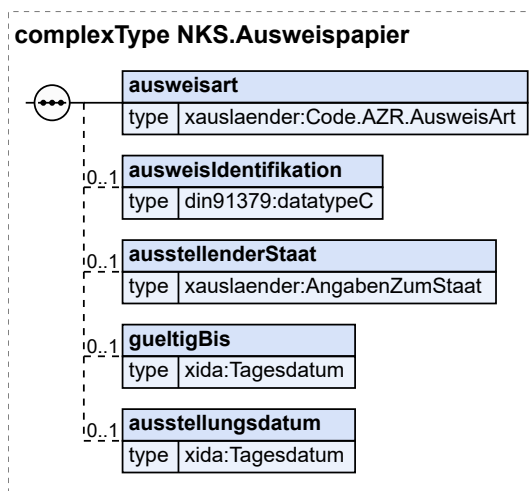 complexType NKS.Ausweispapier
ausweisart
type xauslaender:Code.AZR.AusweisArt
0..1 ausweisIdentifikation
type din91379:datatypeC
0..1 ausstellenderStaat
type xauslaender:AngabenZumStaat
0..1 gueltigBis
type xida:Tagesdatum
0..1 ausstellungsdatum
type xida:Tagesdatum